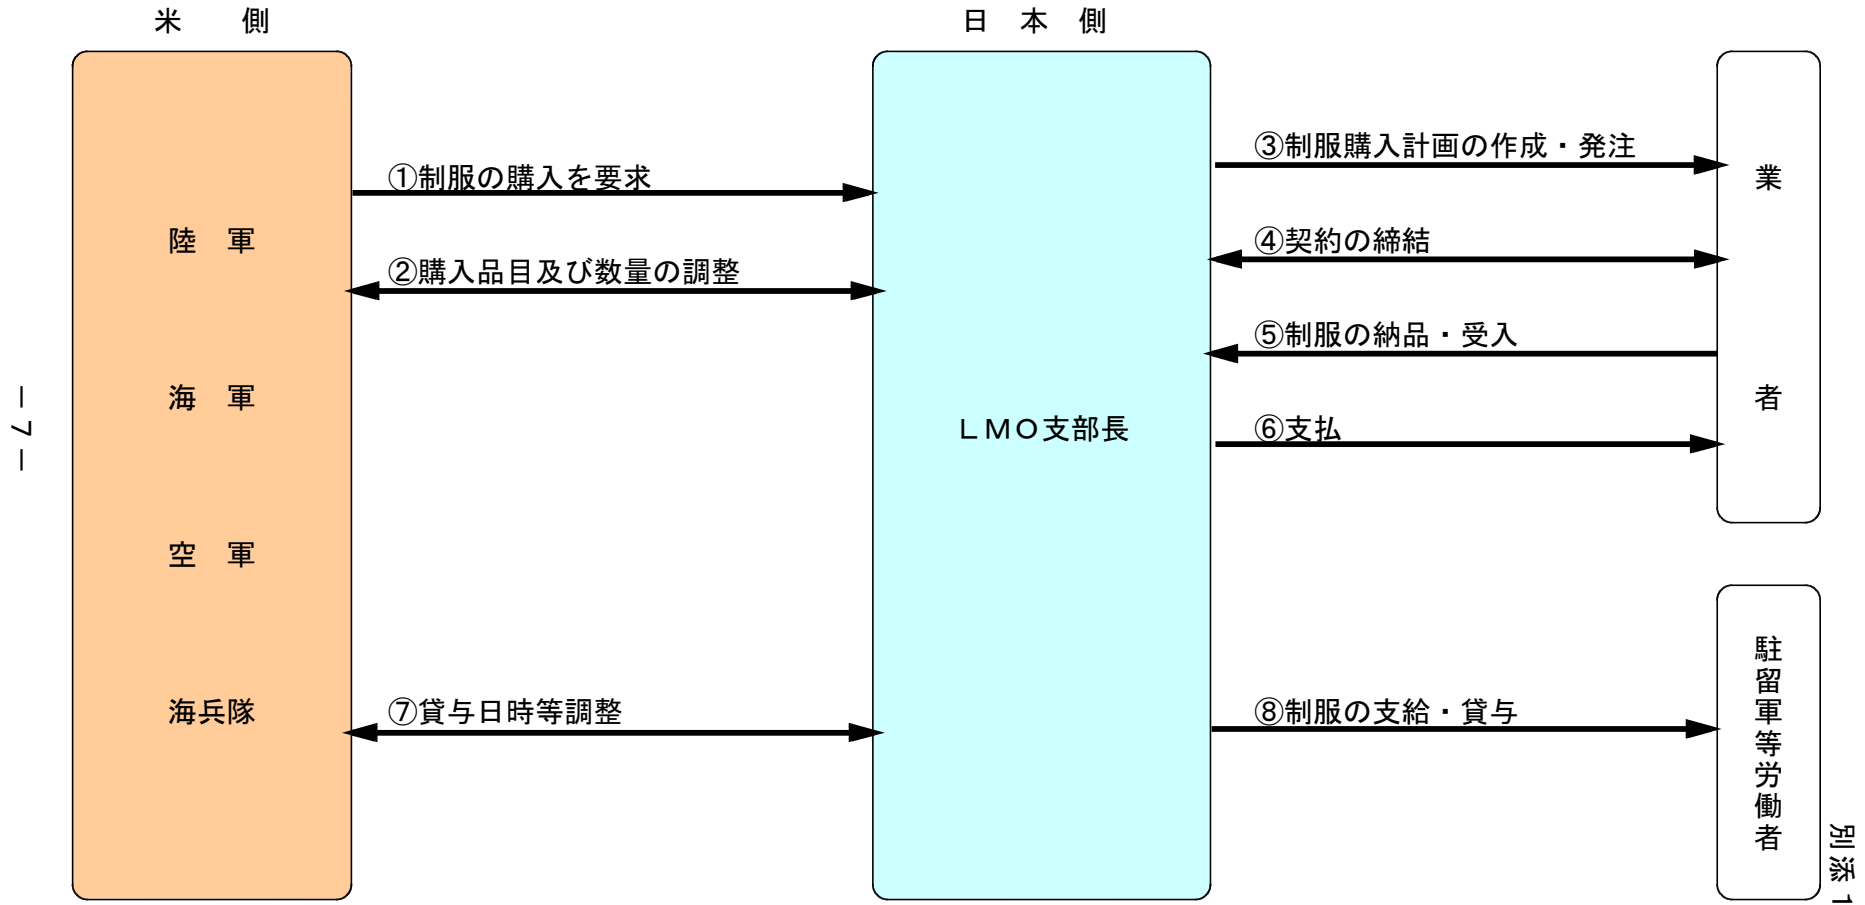 米　　側
日　本　側
①制服の購入を要求
②購入品目及び数量の調整
陸　軍
海　軍
空　軍
海兵隊
⑦貸与日時等調整
ＬＭＯ支部長
③制服購入計画の作成・発注
④契約の締結
⑤制服の納品・受入
⑥支払
業者
⑧制服の支給・貸与
駐留軍等労働者
－７－
別添１